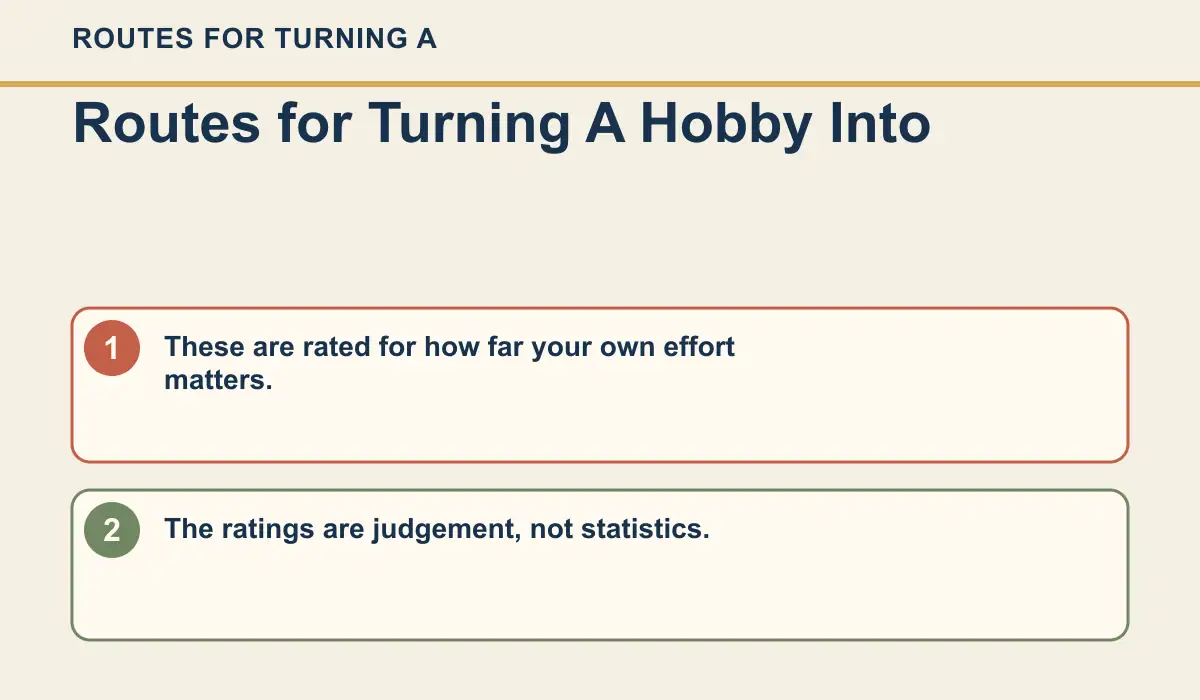 ROUTES FOR TURNING A
Routes for Turning A Hobby Into
1
These are rated for how far your own effort
matters.
2
The ratings are judgement, not statistics.